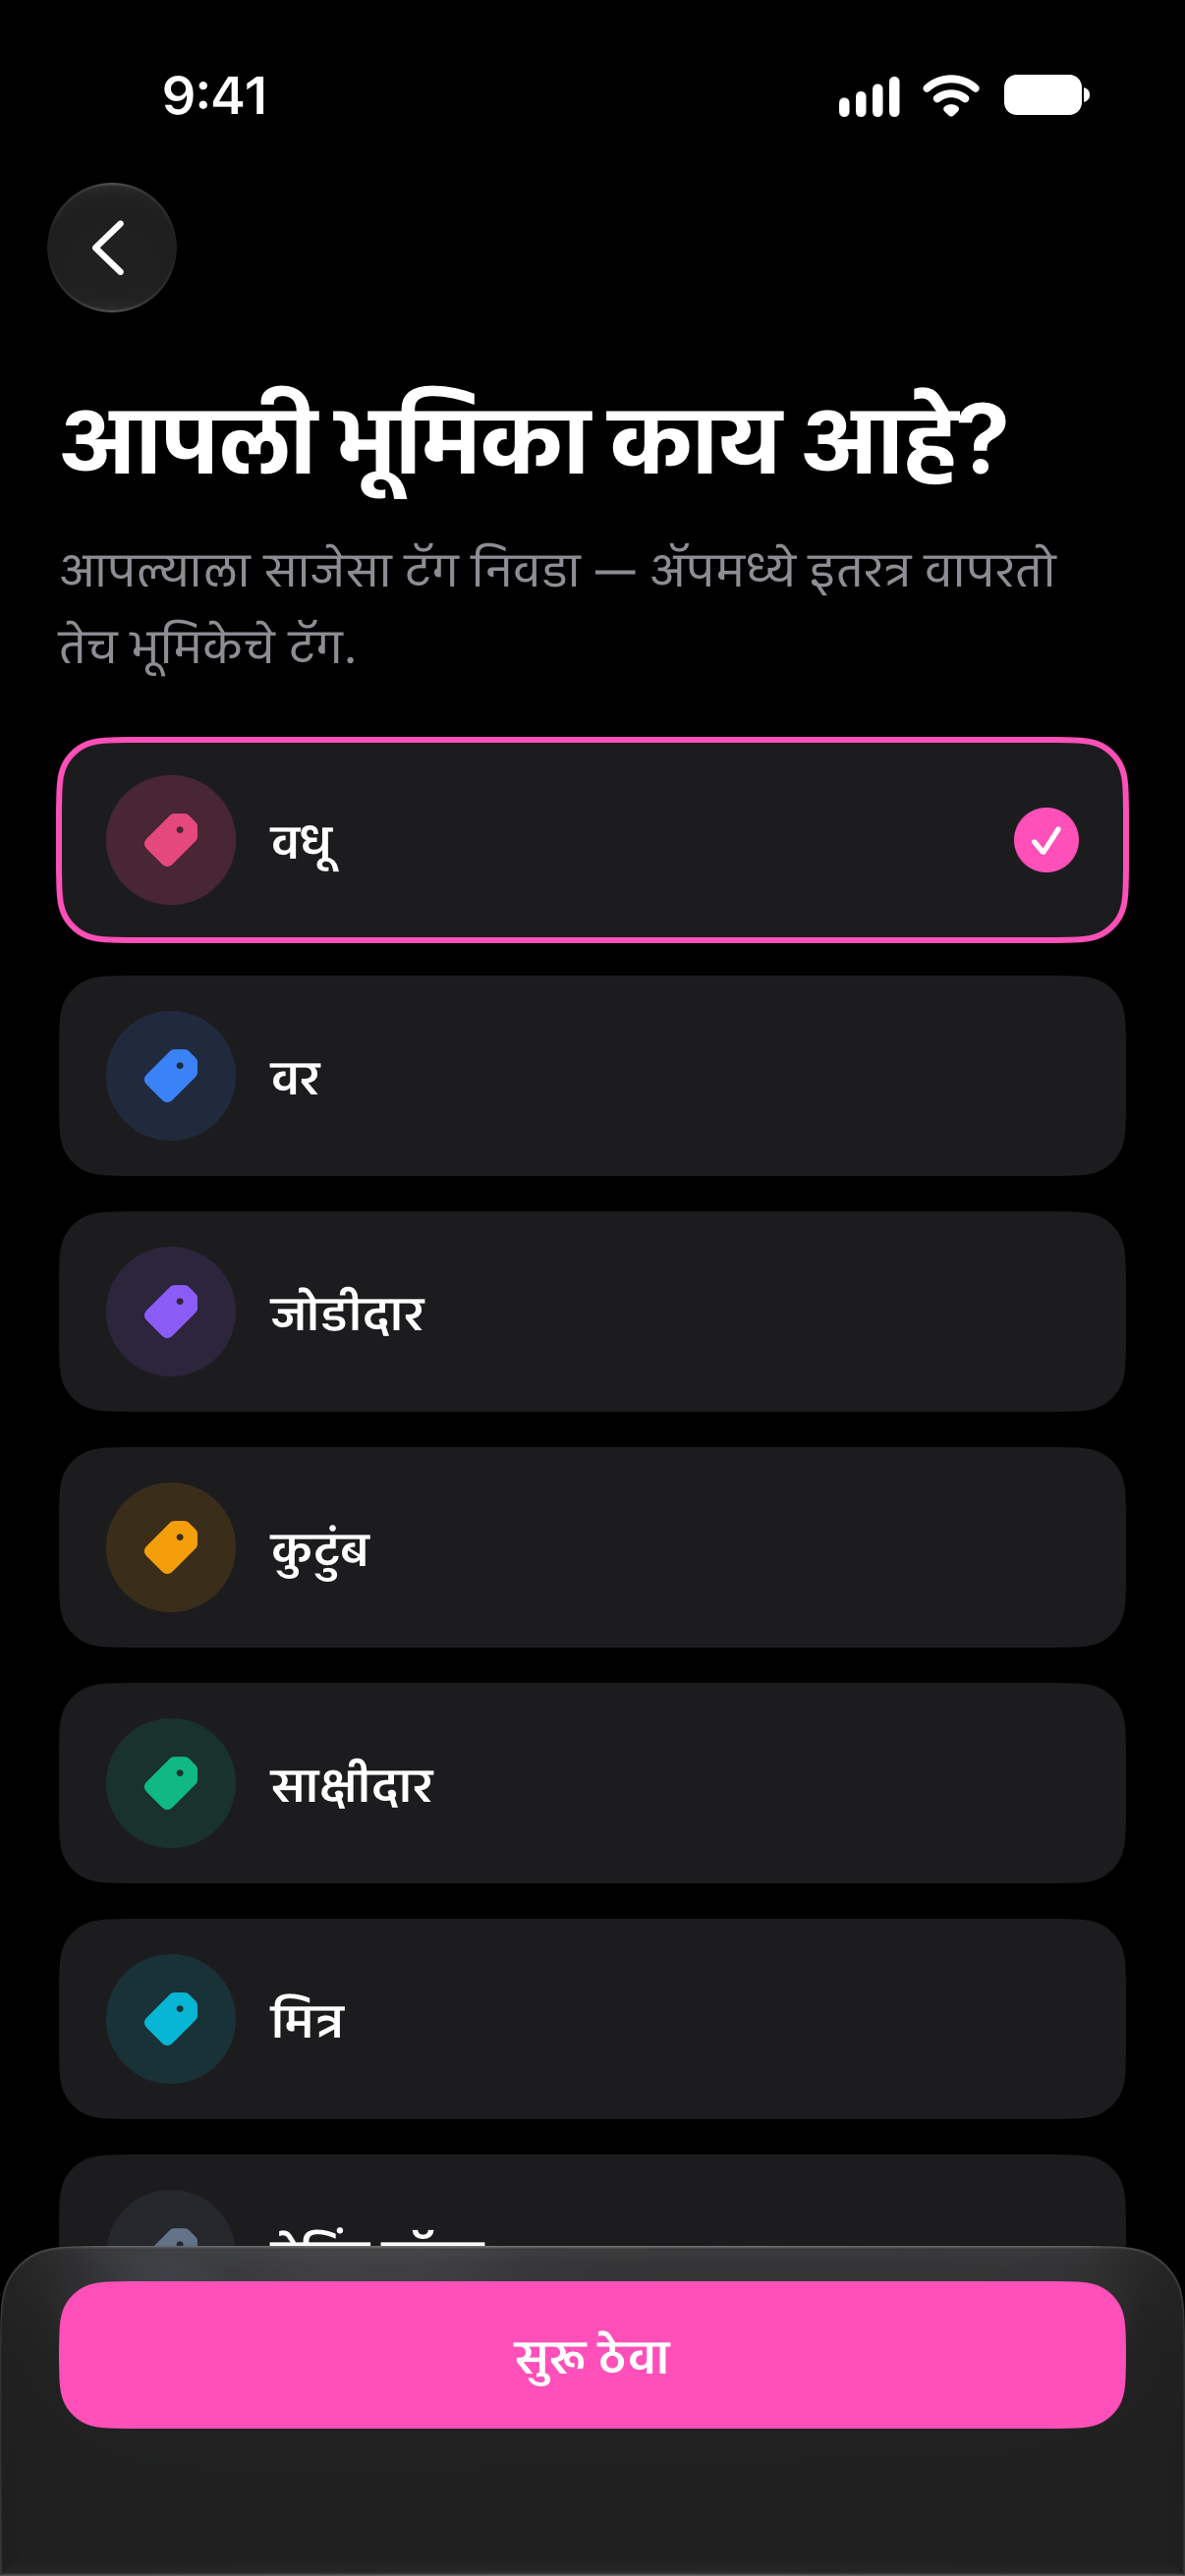 9:41
आपली भूमिका काय आहे?
आपल्याला साजेसा टॅग निवडा — ॲपमध्ये इतरत्र वापरतो
तेच भूमिकेचे टॅग.
वधू
वर
जोडीदार
कुटुंब
साक्षीदार
मित्र
सुरू ठेवा